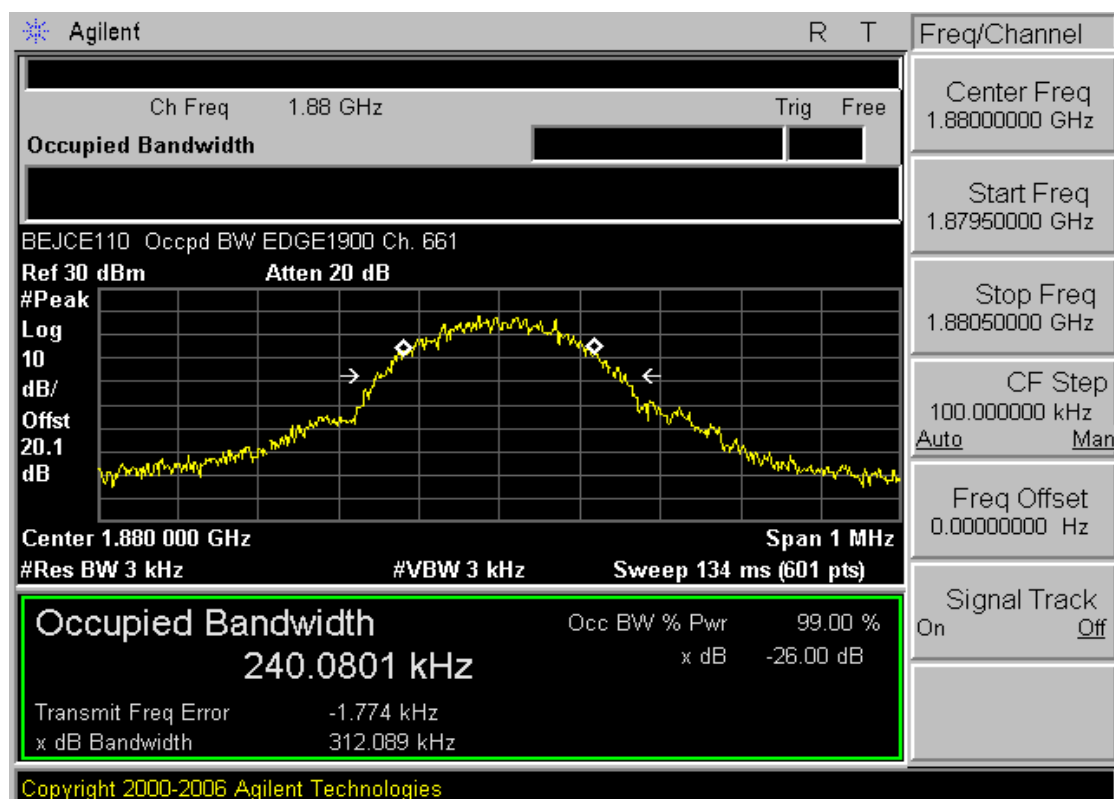 Agilent R T
Ch Freq 1.88 GHz Trig Free
Occupied Bandwidth
BEJCE110 Occpd BW EDGE1900 Ch. 661
Ref 30 dBm Atten 20 dB
#Peak
Log
10
dB/
Offst
20.1
dB
Center 1.880 000 GHz Span 1 MHz
#Res BW 3 kHz #VBW 3 kHz Sweep 134 ms (601 pts)
Occupied Bandwidth
240.0801 kHz
Occ BW % Pwr 99.00 %
x dB -26.00 dB
Transmit Freq Error -1.774 kHz
x dB Bandwidth 312.089 kHz
Copyright 2000-2006 Agilent Technologies
Freq/Channel
Center Freq
1.88000000 GHz
Start Freq
1.87950000 GHz
Stop Freq
1.88050000 GHz
CF Step
100.000000 kHz
Auto Man
Freq Offset
0.00000000 Hz
Signal Track
On Off